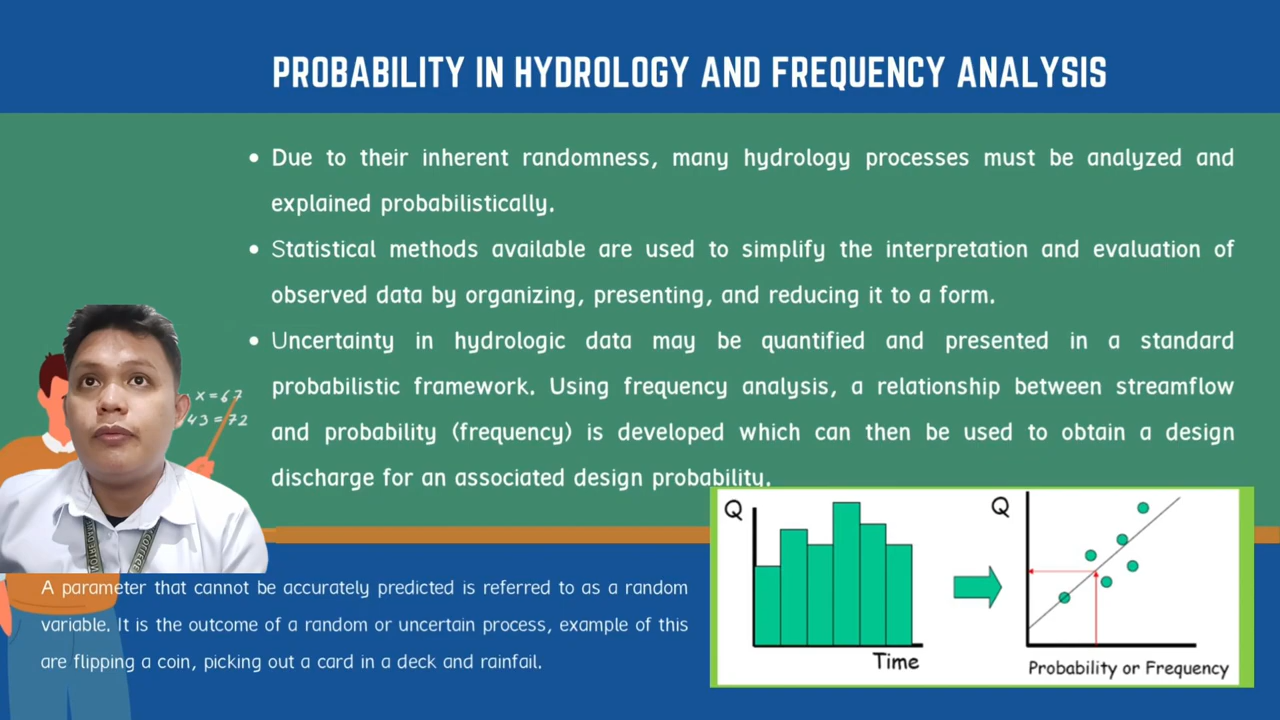 PROBABILITY IN HYDROLOGY AND FREQUENCY ANALYSIS
• Due to their inherent randomness, many hydrology processes must be analyzed and
explained probabilistically.
• Statistical methods available are used to simplify the interpretation and evaluation of
observed data by organizing, presenting, and reducing it to a form.
• Uncertainty in hydrologic data may be quantified and presented in a standard
probabilistic framework. Using frequency analysis, a relationship between streamflow
and probability (frequency) is developed which can then be used to obtain a design
discharge for an associated design probability.
x = 67
43 = 72
A parameter that cannot be accurately predicted is referred to as a random
variable. It is the outcome of a random or uncertain process, example of this
are flipping a coin, picking out a card in a deck and rainfall.
Q
Time
Q
Probability or Frequency